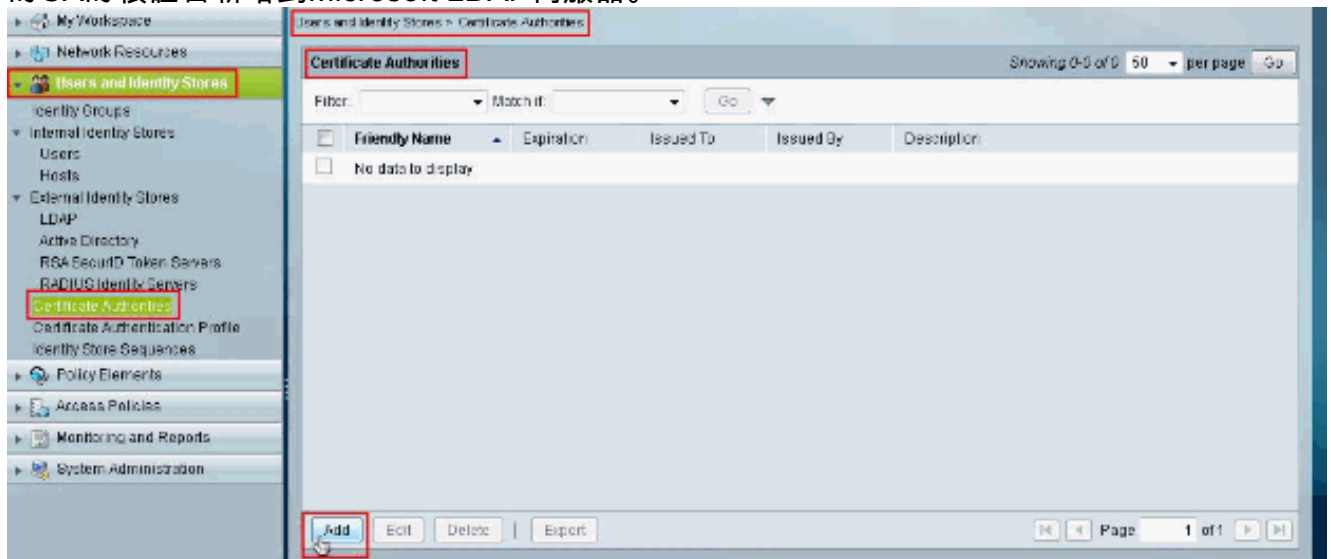 My Workspace
Network Resources
Users and Identity Stores
Identity Groups
Internal Identity Stores
Users
Hosts
External Identity Stores
LDAP
Active Directory
RSA SecurID Token Servers
RADIUS Identity Servers
Certificate Authorities
Certificate Authentication Profile
Identity Store Sequences
Policy Elements
Access Policies
Monitoring and Reports
System Administration
Users and Identity Stores > Certificate Authorities
Certificate Authorities
Showing 0-0 of 0 50 per page Go
Filter: Match if: Go
Friendly Name Expiration Issued To Issued By Description
No data to display
Add Edit Delete | Export
Page 1 of 1